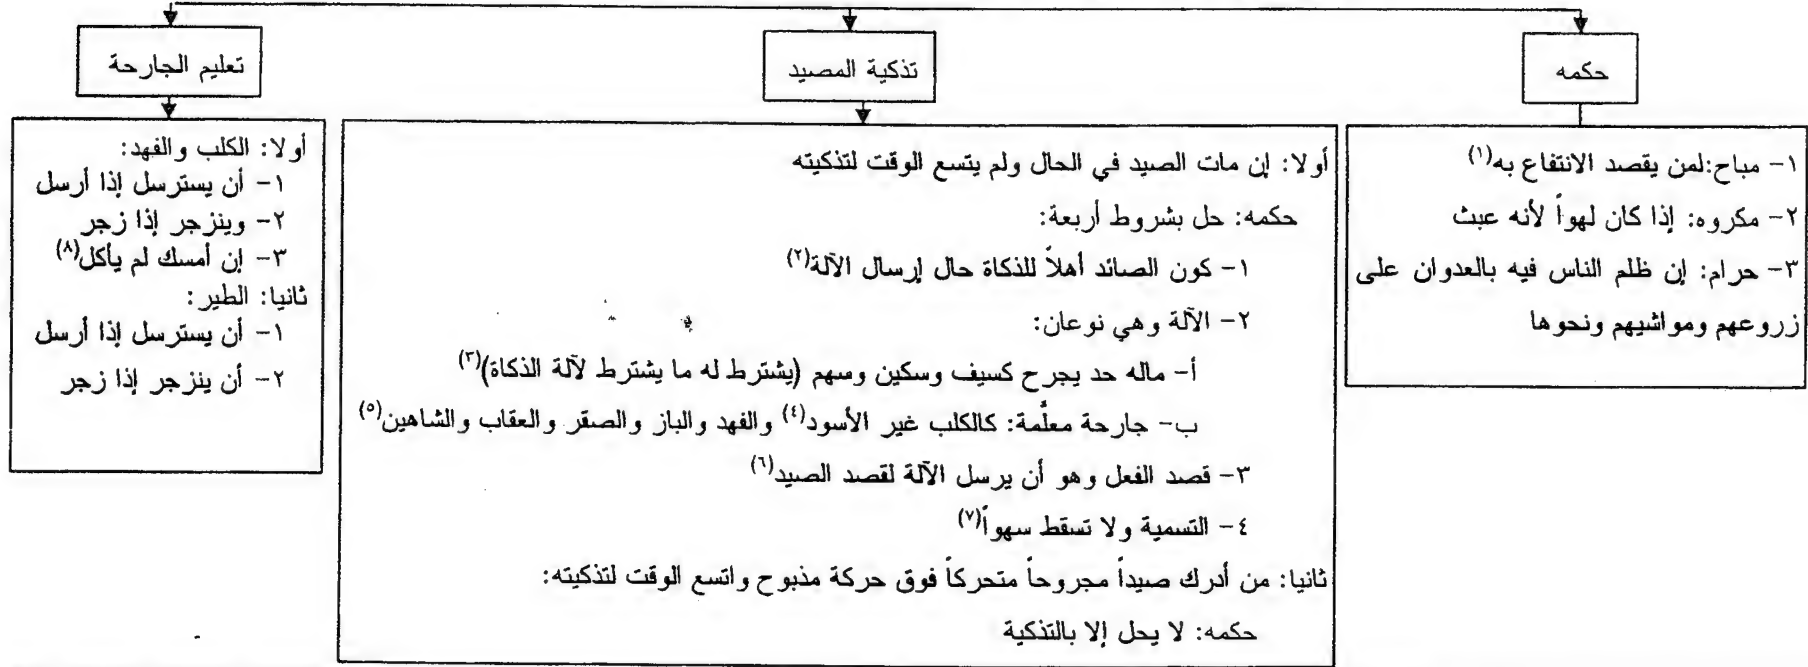 حكمه
١- مباح:لمن يقصد الانتفاع به(١)
٢- مكروه: إذا كان لهواً لأنه عبث
٣- حرام: إن ظلم الناس فيه بالعدوان على
زروعهم ومواشيهم ونحوها
تذكية المصيد
أولا: إن مات الصيد في الحال ولم يتسع الوقت لتذكيته
حكمه: حل بشروط أربعة:
١- كون الصائد أهلاً للذكاة حال إرسال الآلة(٢)
٢- الآلة وهي نوعان:
أ- ماله حد يجرح كسيف وسكين وسهم (يشترط له ما يشترط لآلة الذكاة)(٣)
ب- جارحة معلَّمة: كالكلب غير الأسود(٤) والفهد والباز والصقر والعقاب والشاهين(٥)
٣- قصد الفعل وهو أن يرسل الآلة لقصد الصيد(٦)
٤- التسمية ولا تسقط سهواً(٧)
ثانيا: من أدرك صيداً مجروحاً متحركاً فوق حركة مذبوح واتسع الوقت لتذكيته:
حكمه: لا يحل إلا بالتذكية
تعليم الجارحة
أولا: الكلب والفهد:
١- أن يسترسل إذا أرسل
٢- وينزجر إذا زجر
٣- إن أمسك لم يأكل(٨)
ثانيا: الطير:
١- أن يسترسل إذا أرسل
٢- أن ينزجر إذا زجر